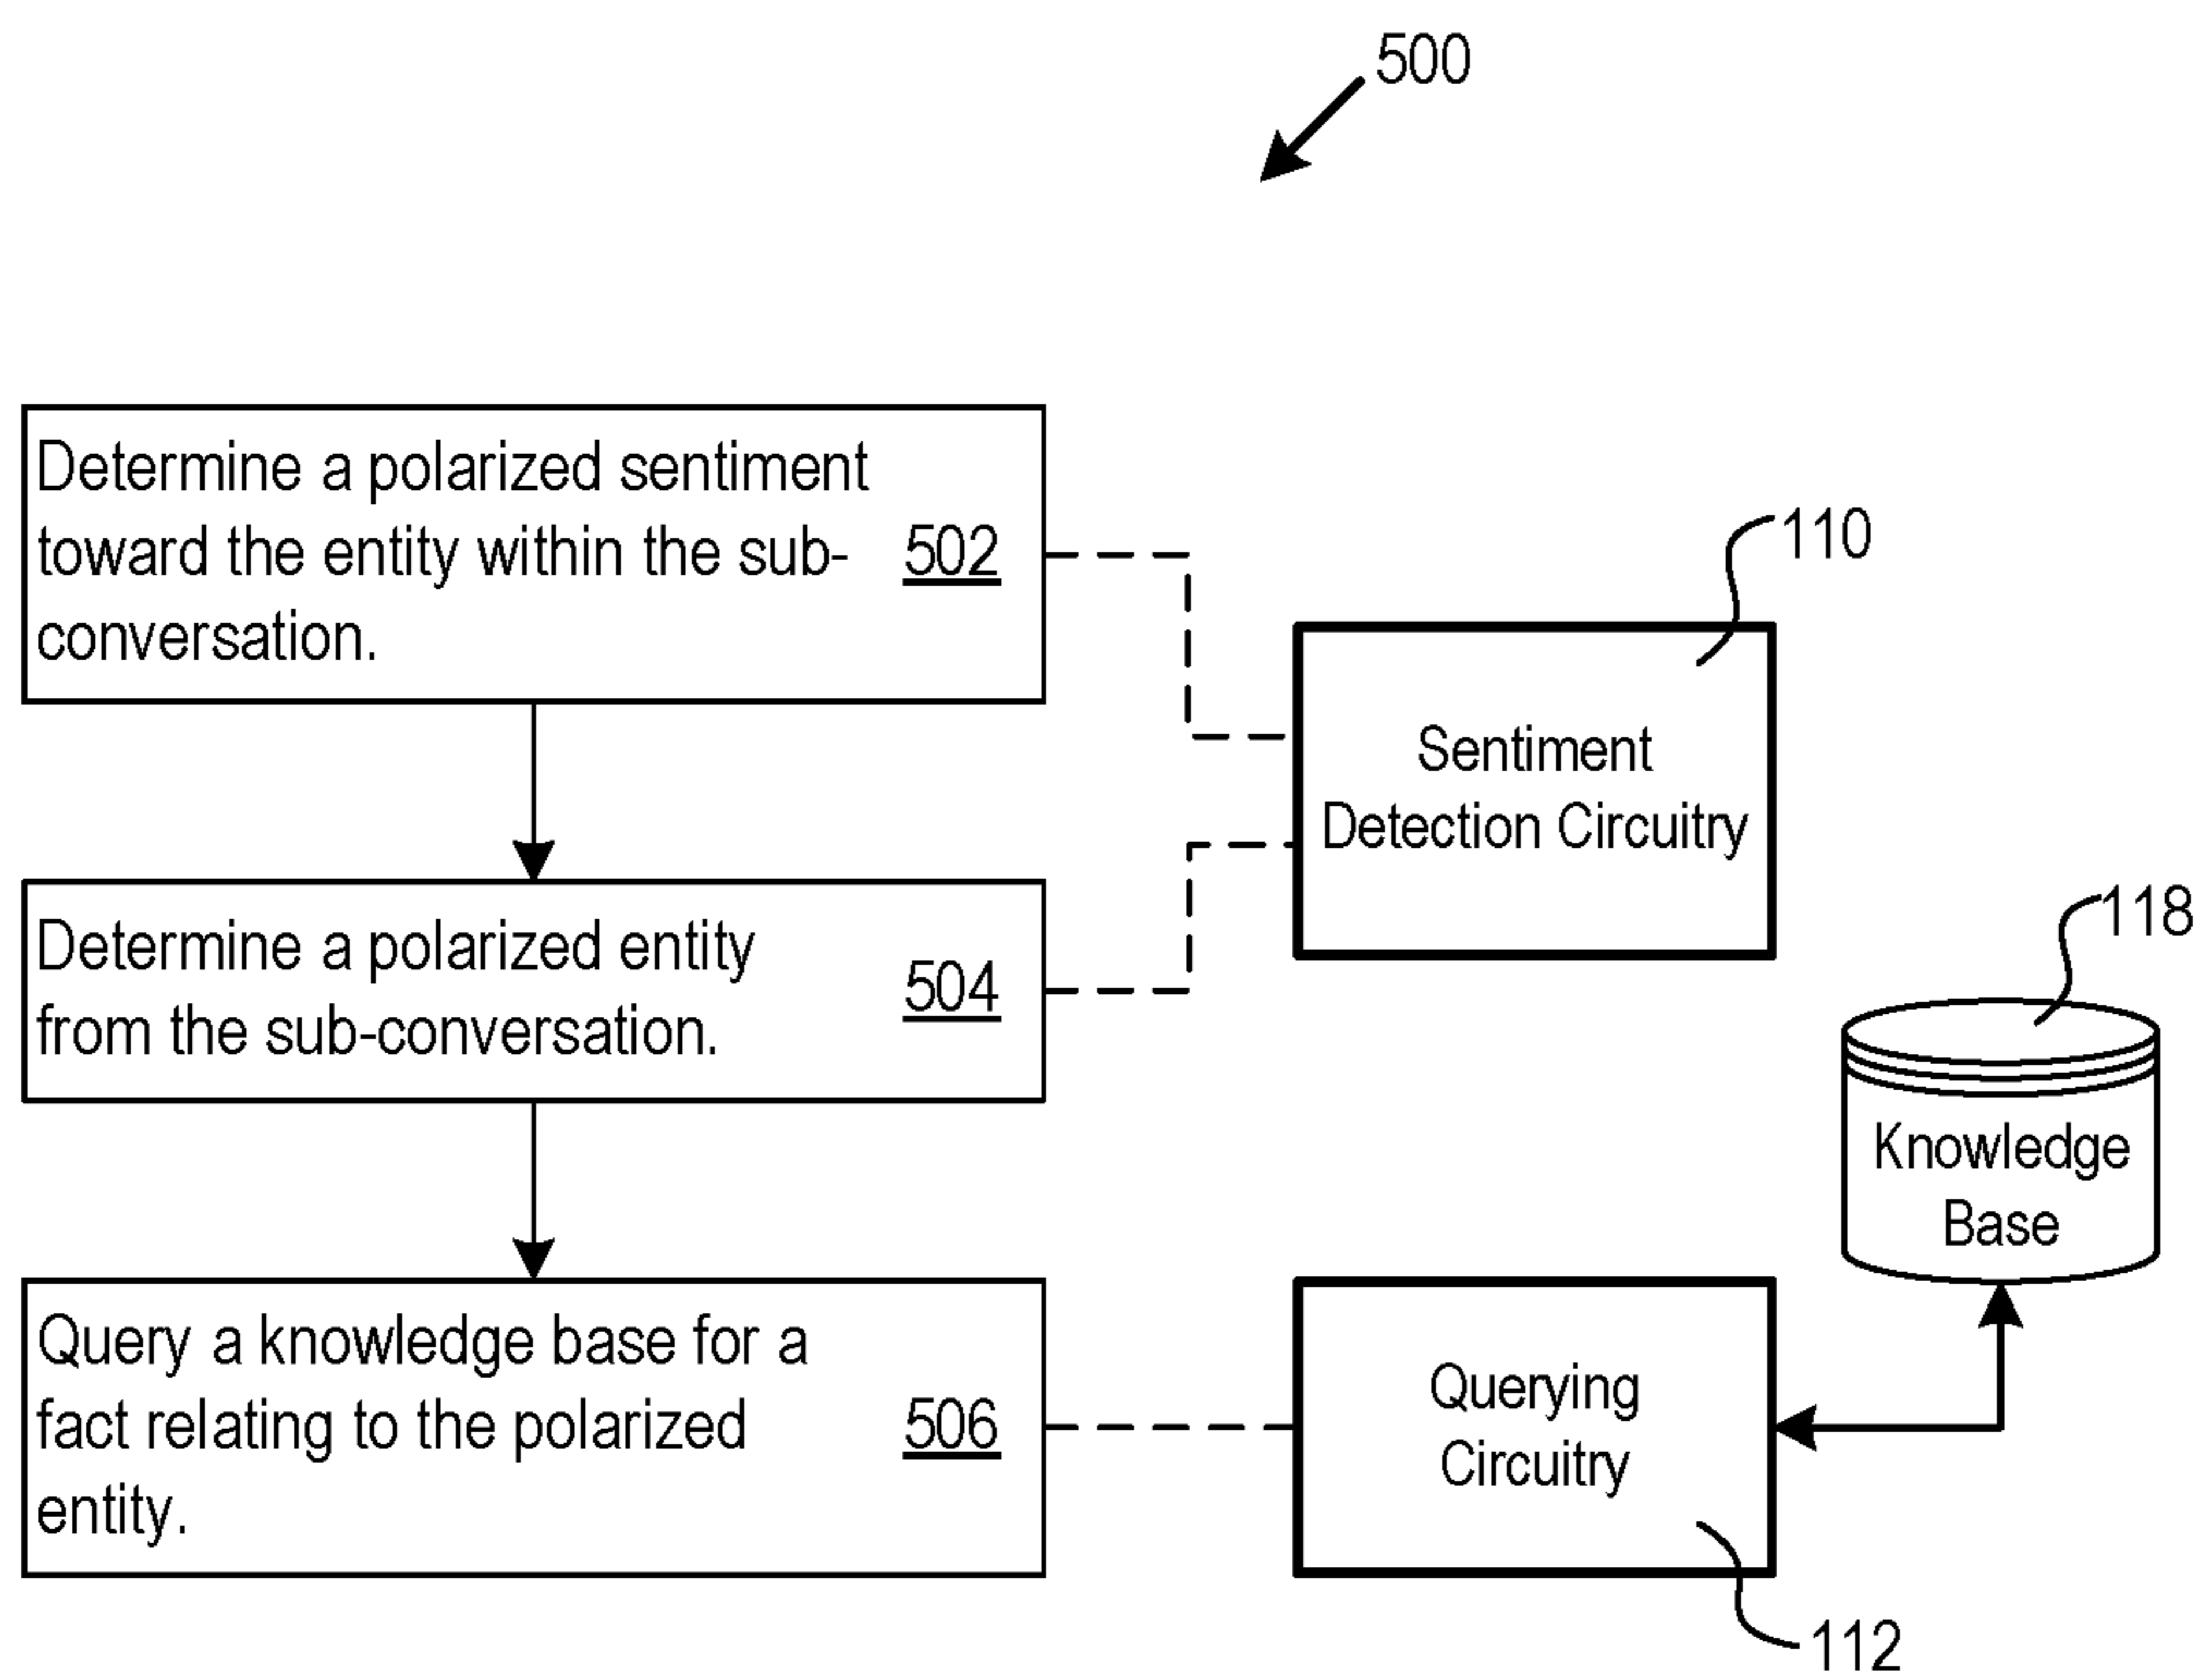 500
Determine a polarized sentiment
toward the entity within the sub-
conversation.
502
110
Sentiment
Detection Circuitry
Determine a polarized entity
from the sub-conversation.
504
118
Knowledge
Base
Query a knowledge base for a
fact relating to the polarized
entity.
506
Querying
Circuitry
112